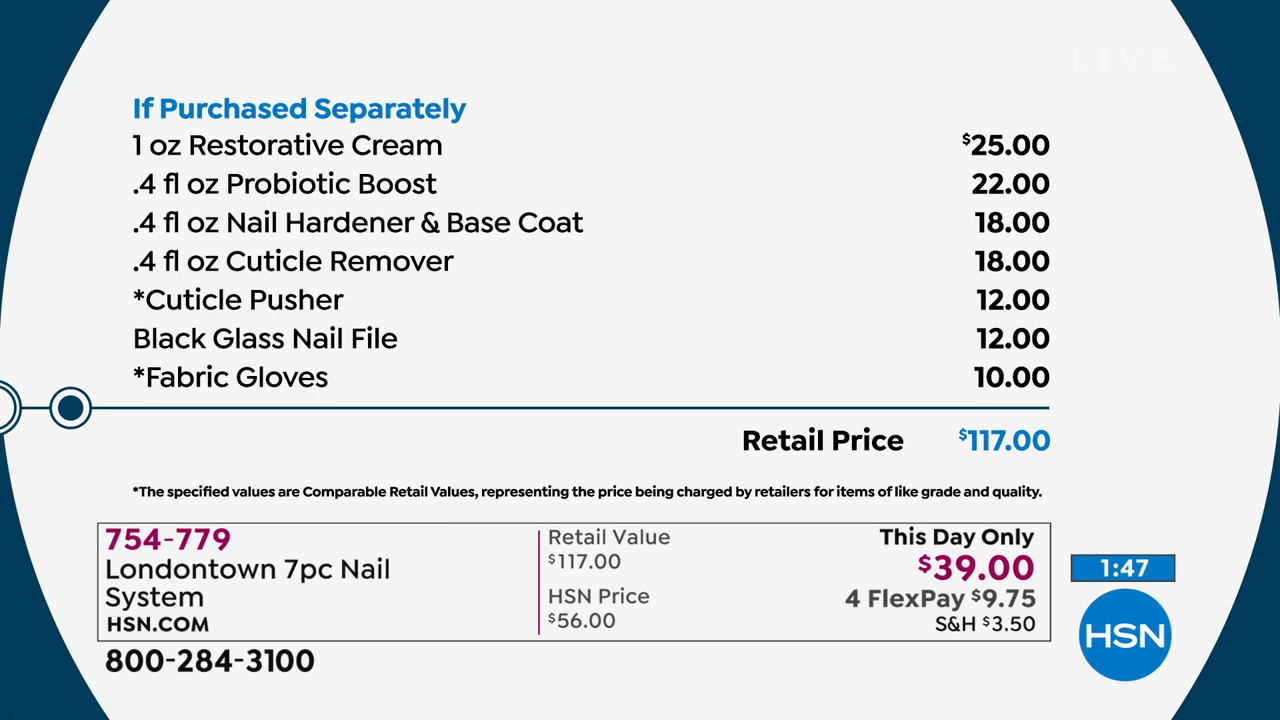 LIVE
If Purchased Separately
1 oz Restorative Cream $25.00
.4 fl oz Probiotic Boost 22.00
.4 fl oz Nail Hardener & Base Coat 18.00
.4 fl oz Cuticle Remover 18.00
*Cuticle Pusher 12.00
Black Glass Nail File 12.00
*Fabric Gloves 10.00
Retail Price $117.00
*The specified values are Comparable Retail Values, representing the price being charged by retailers for items of like grade and quality.
754-779
Londontown 7pc Nail
System
HSN.COM
Retail Value
$117.00
HSN Price
$56.00
This Day Only
$39.00
4 FlexPay $9.75
S&H $3.50
1:47
HSN
800-284-3100